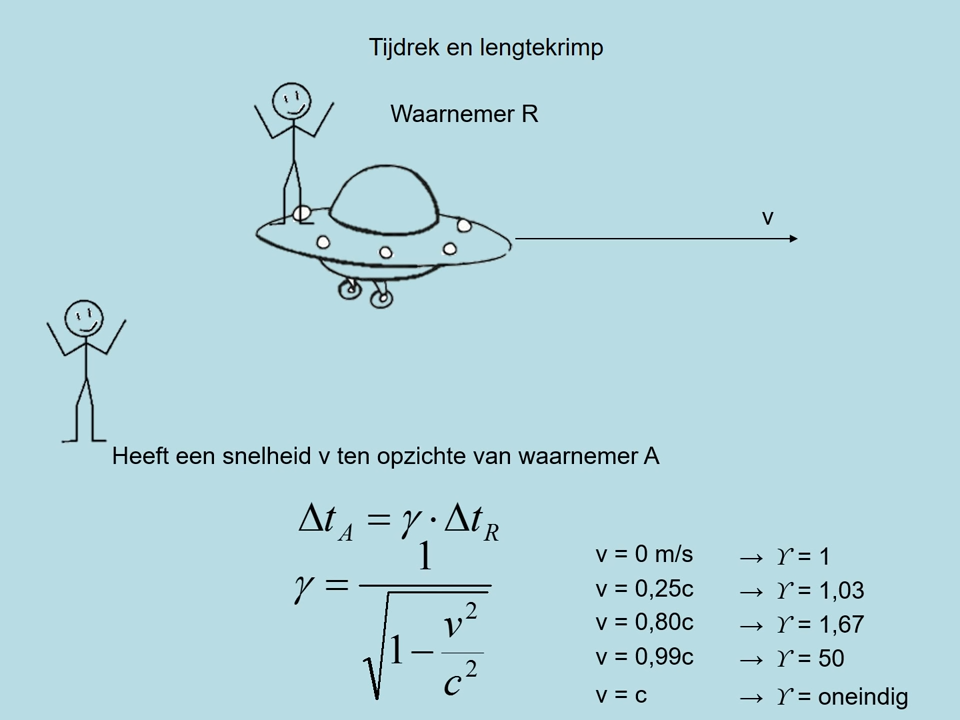 Tijdrek en lengtekrimp
Waarnemer R
v
Heeft een snelheid v ten opzichte van waarnemer A
Δt_A = γ · Δt_R
γ = 1 / √(1 − v²/c²)
v = 0 m/s → ϒ = 1
v = 0,25c → ϒ = 1,03
v = 0,80c → ϒ = 1,67
v = 0,99c → ϒ = 50
v = c → ϒ = oneindig